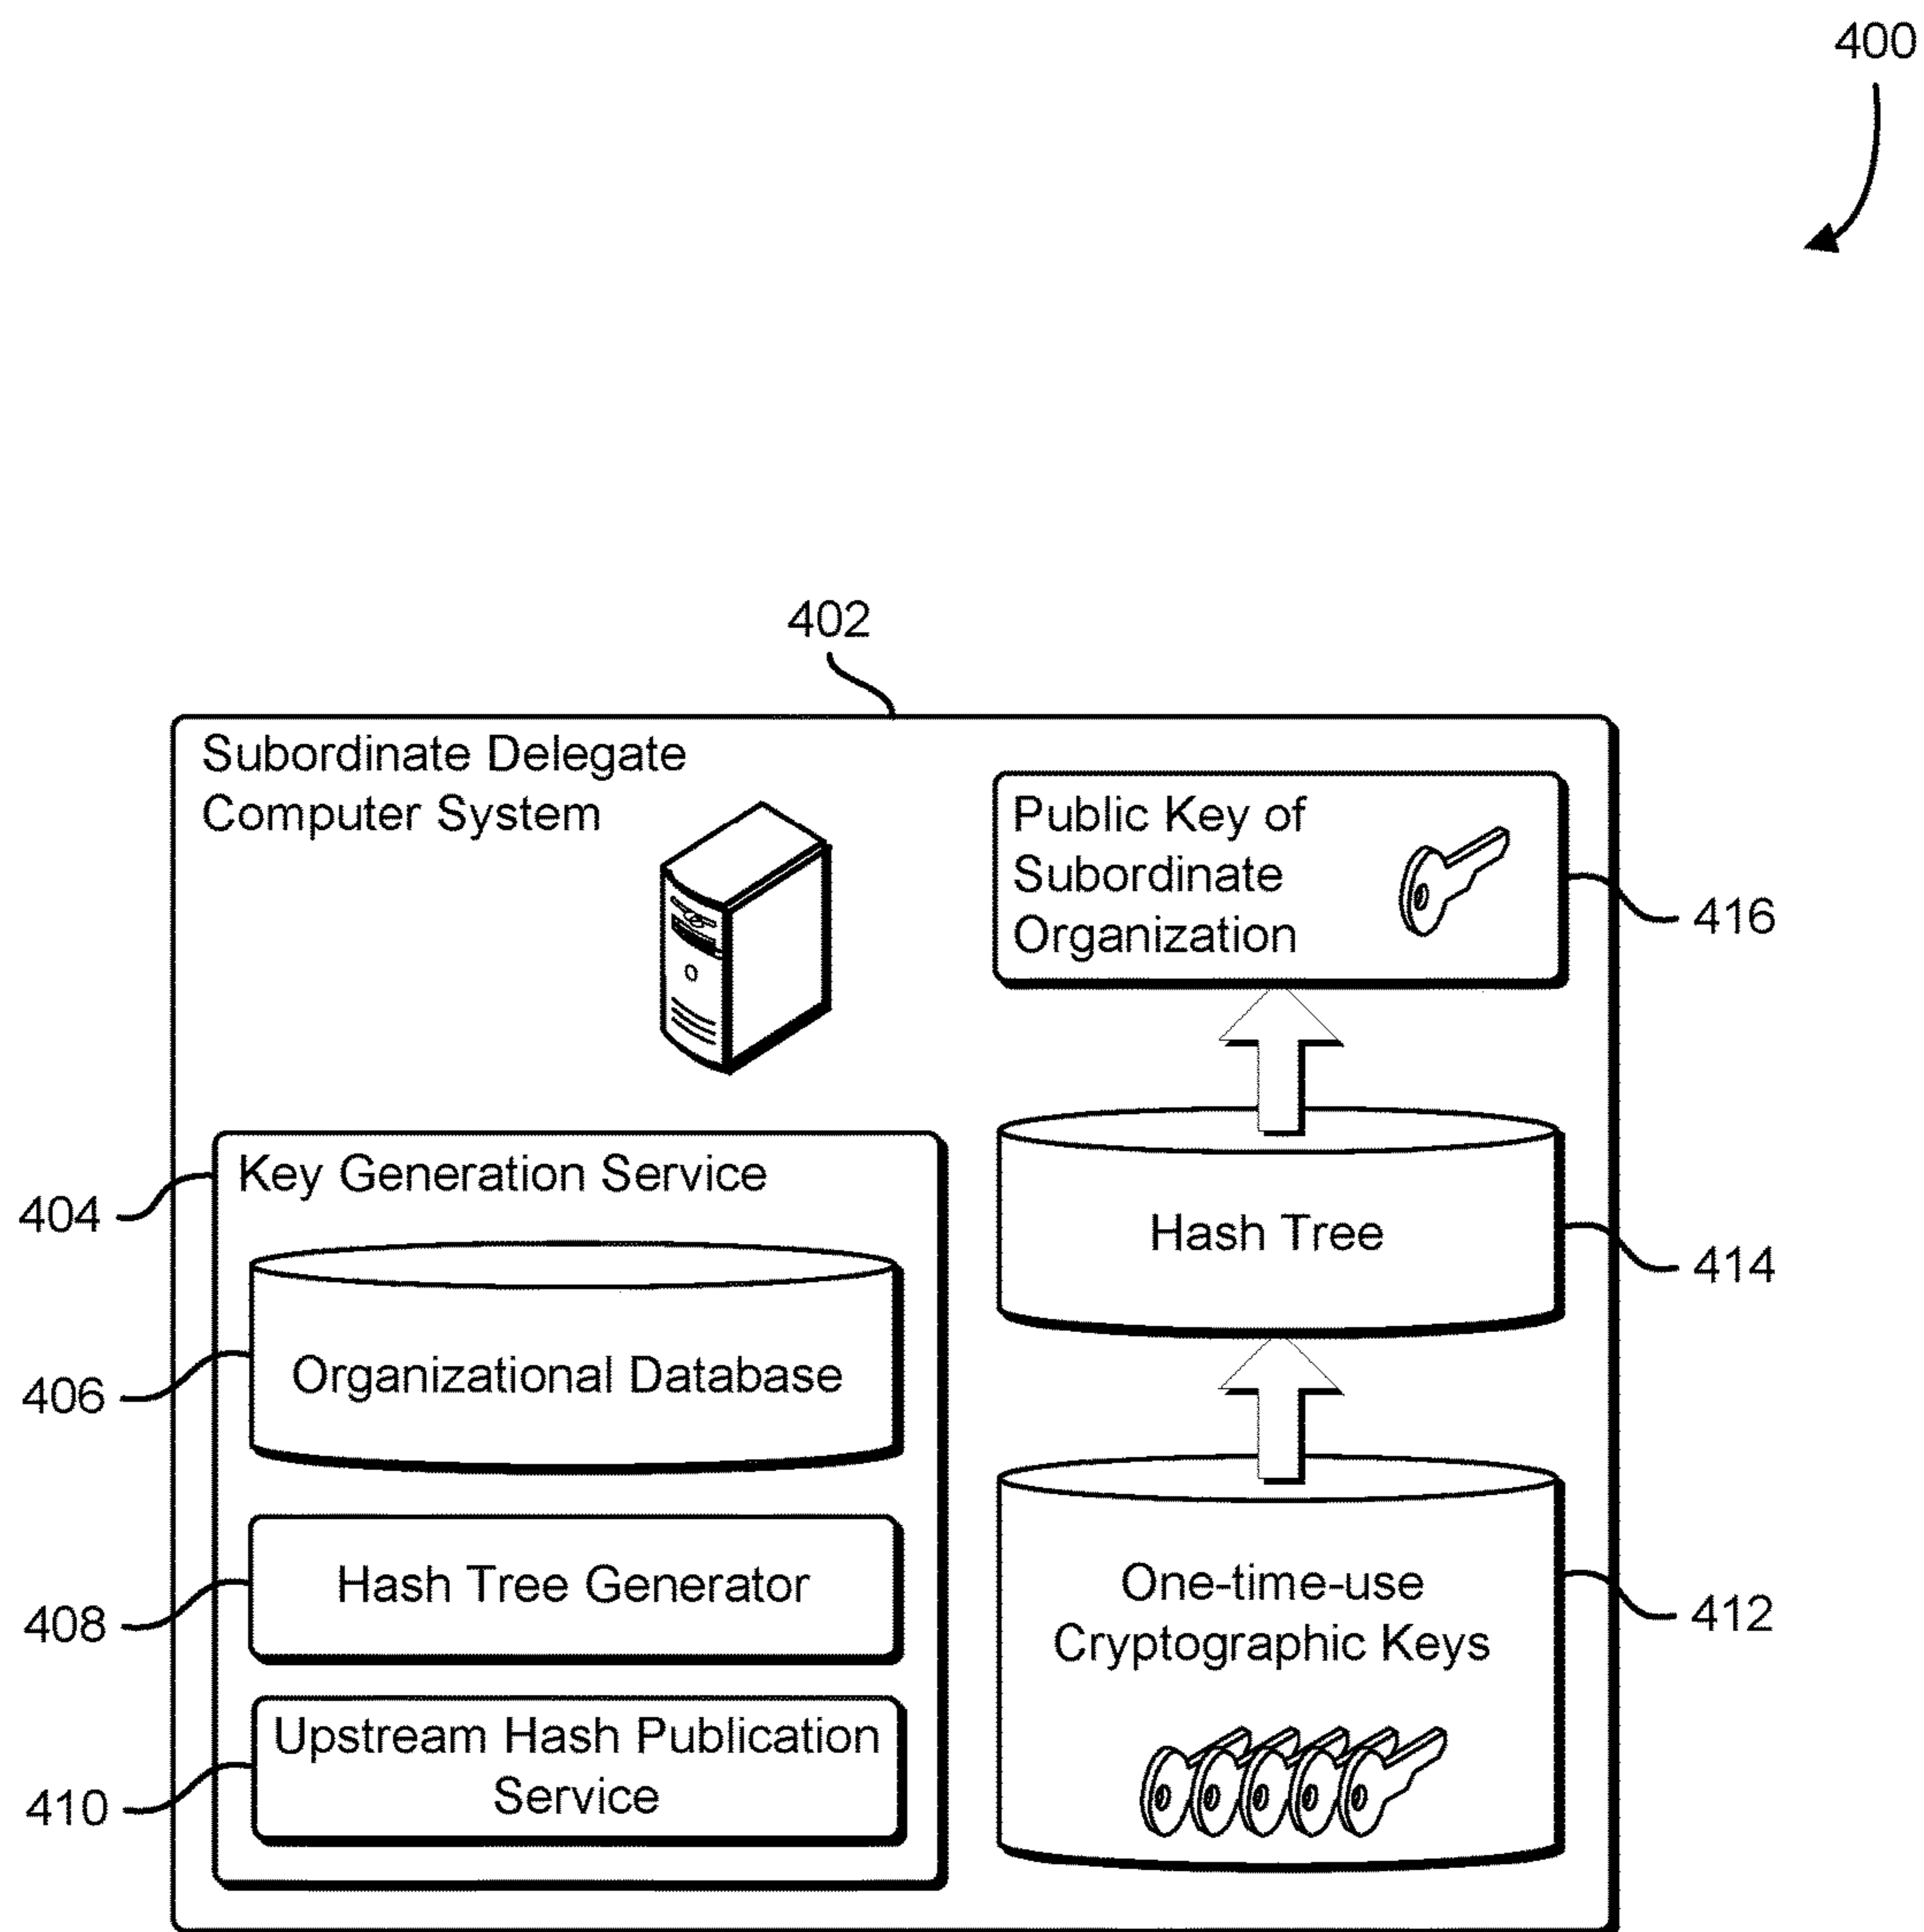 400
402
Subordinate Delegate
Computer System
Public Key of
Subordinate
Organization
416
Key Generation Service
404
Hash Tree
414
Organizational Database
406
Hash Tree Generator
408
One-time-use
Cryptographic Keys
412
Upstream Hash Publication
Service
410